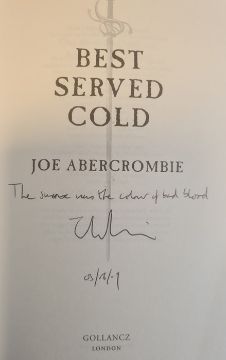 BEST
SERVED
COLD
JOE ABERCROMBIE
The sunrise was the colour of bad blood
GOLLANCZ
LONDON